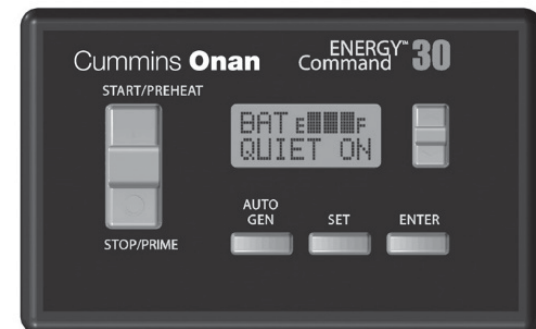 Cummins Onan
ENERGY™
Command 30
START/PREHEAT
BAT E F
QUIET ON
AUTO
GEN
SET
ENTER
STOP/PRIME